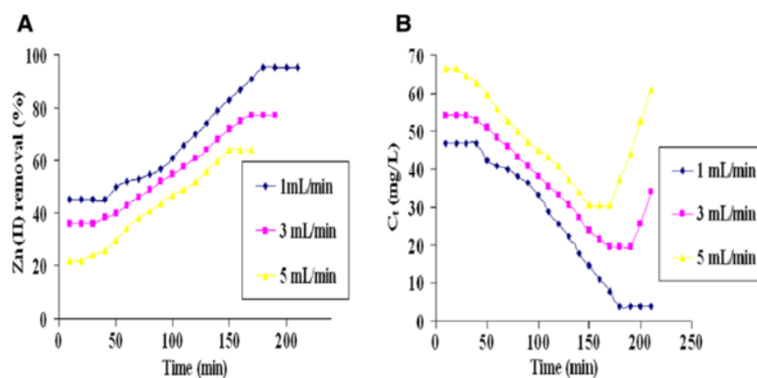 A
B
Zn(II) removal (%)
100
80
60
40
20
0
0 50 100 150 200
Time (min)
1mL/min
3 mL/min
5 mL/min
Ct (mg/L)
70
60
50
40
30
20
10
0
0 50 100 150 200 250
Time (min)
1 mL/min
3 mL/min
5 mL/min